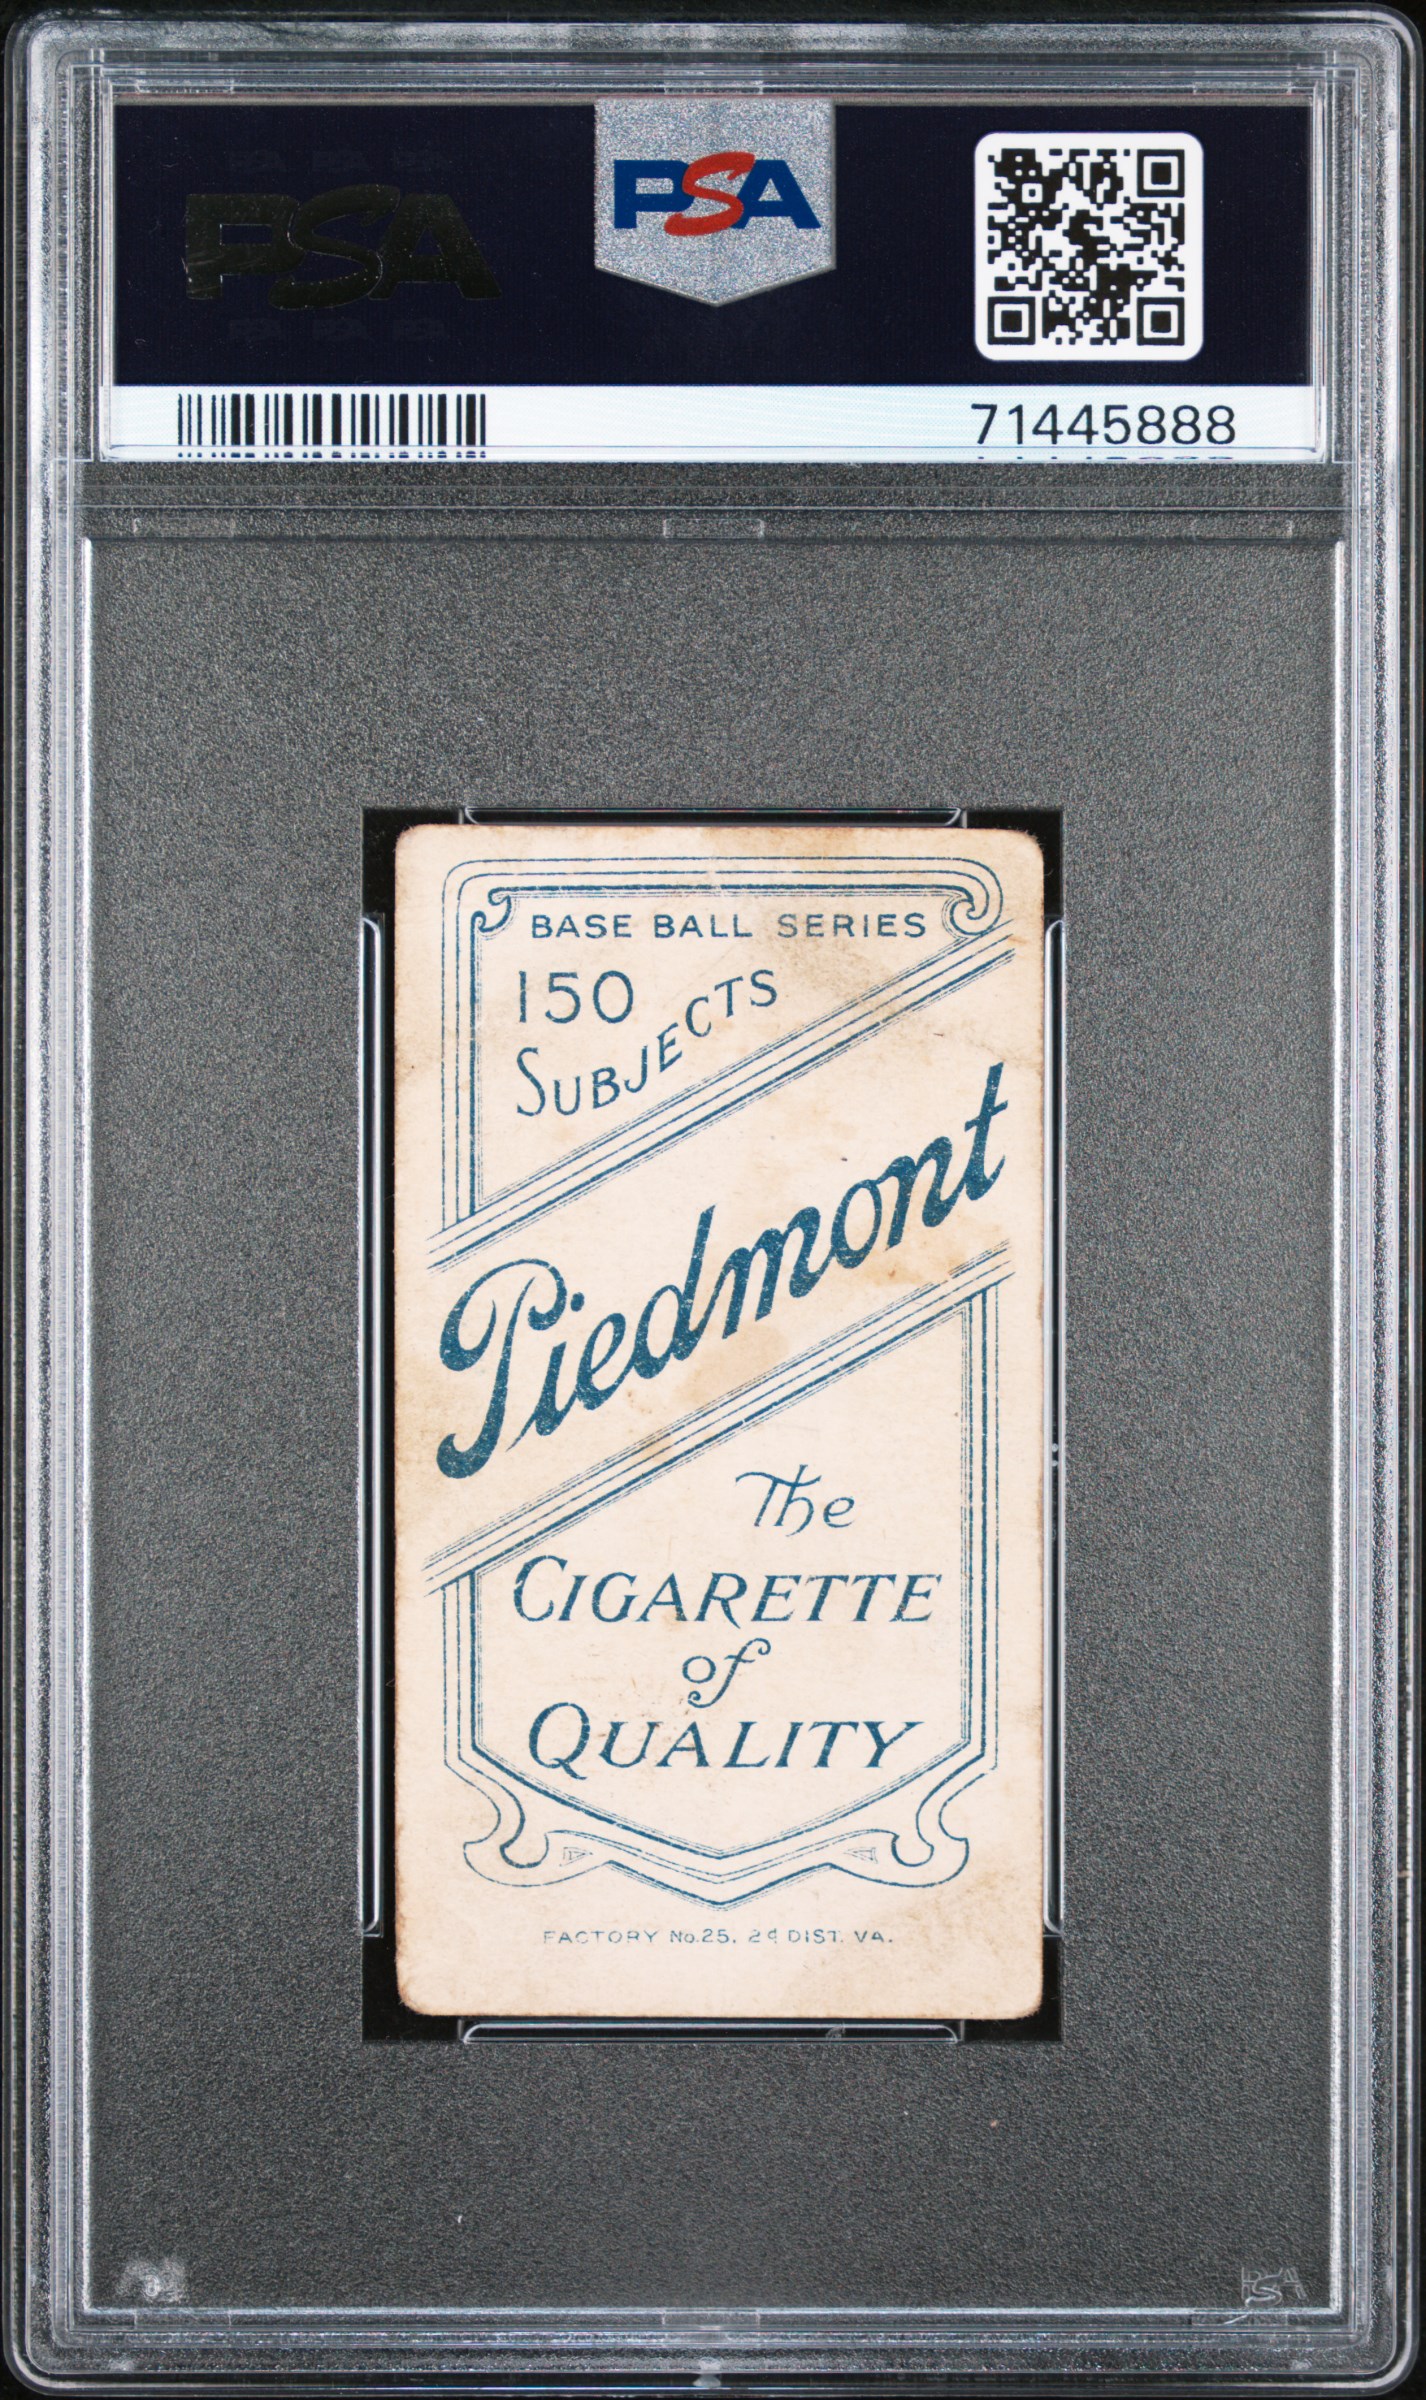 PSA
PSA
71445888
BASE BALL SERIES
150
SUBJECTS
Piedmont
The
CIGARETTE
of
QUALITY
FACTORY No. 25, 2d DIST. VA.
PSA